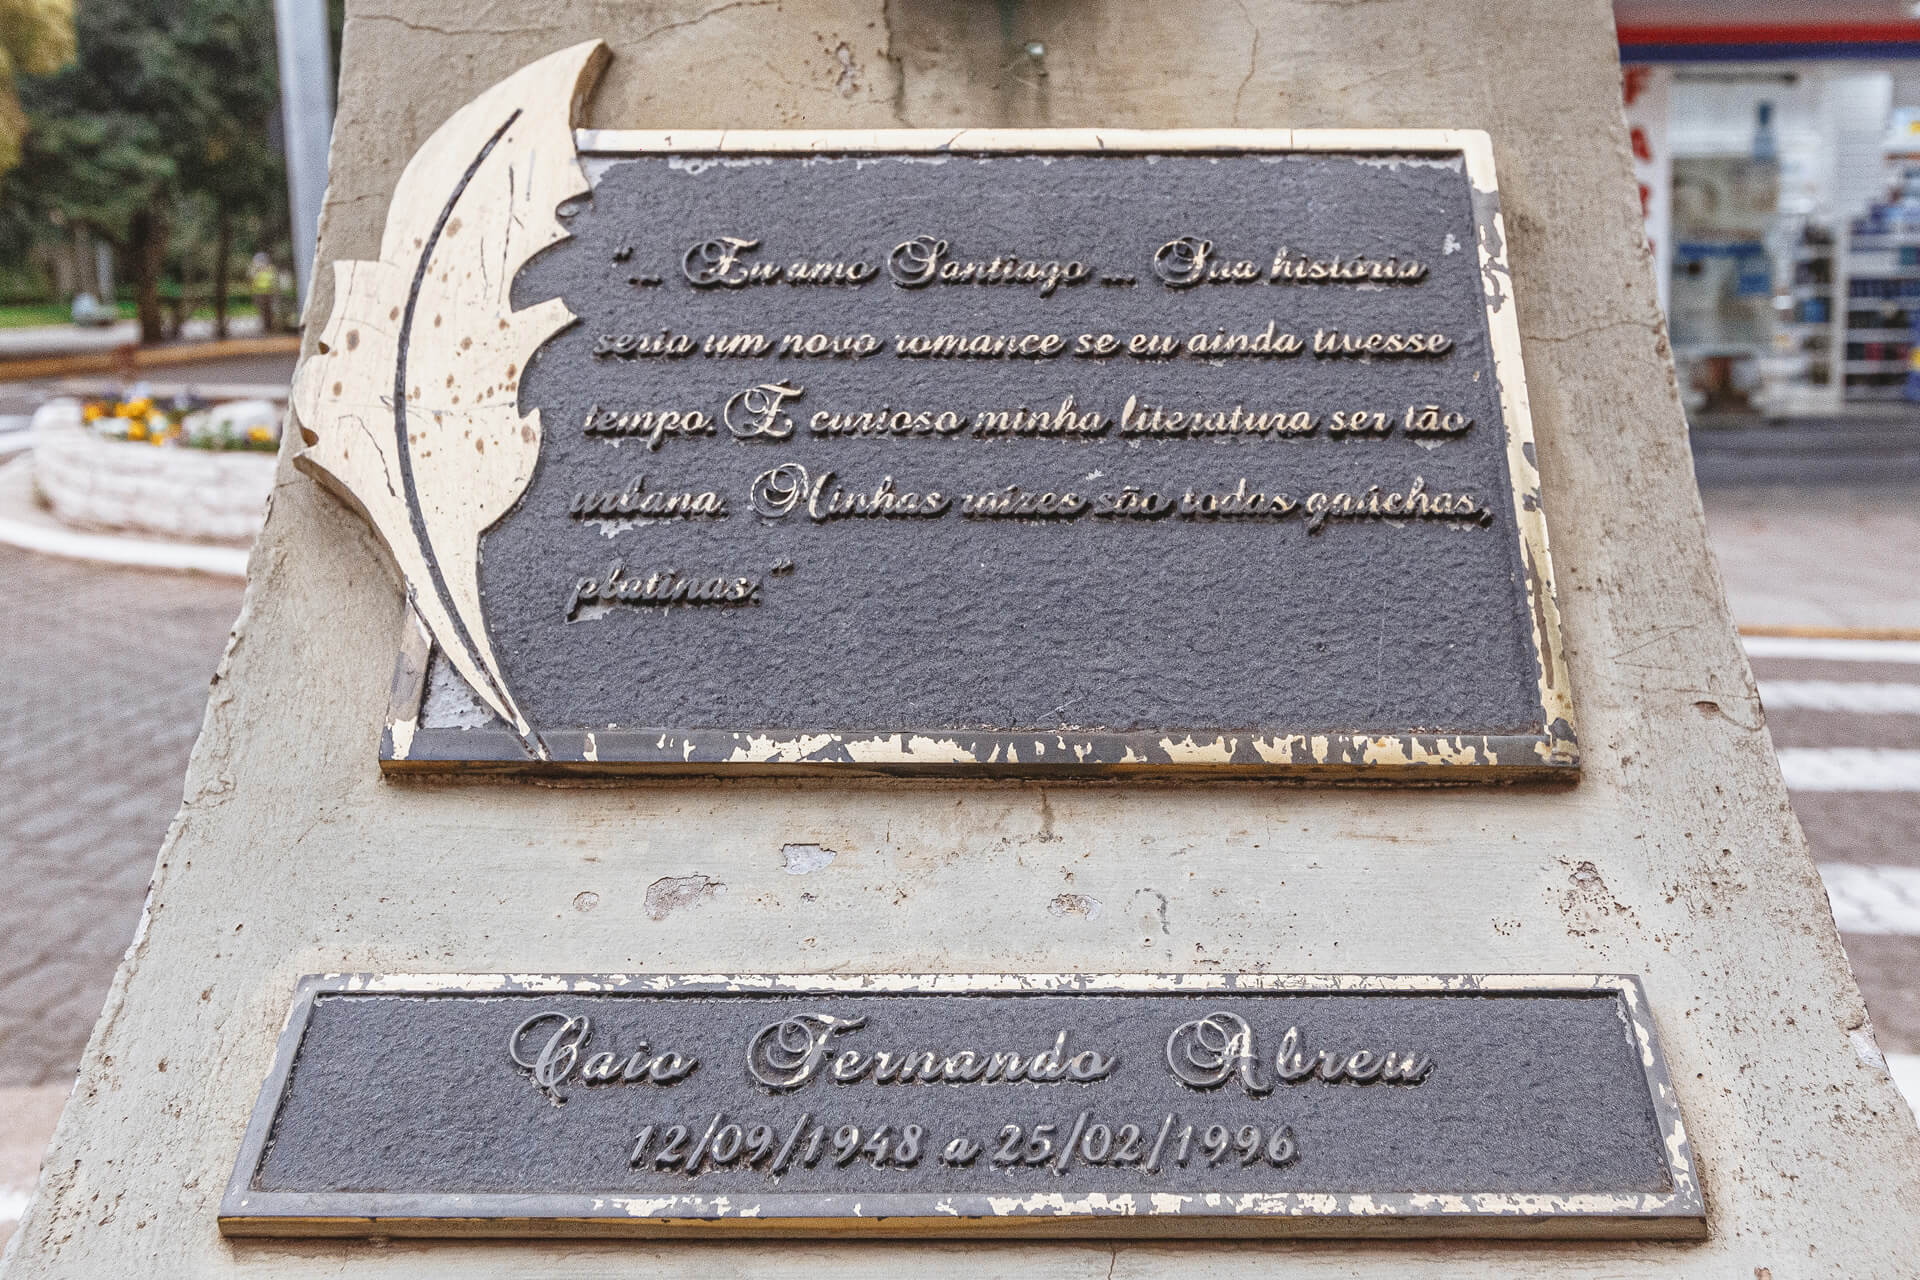 "... Eu amo Santiago ... Sua história
seria um novo romance se eu ainda tivesse
tempo. E curioso minha literatura ser tão
urbana. Minhas raízes são todas gaúchas,
platinas."
Caio Fernando Abreu
12/09/1948 a 25/02/1996